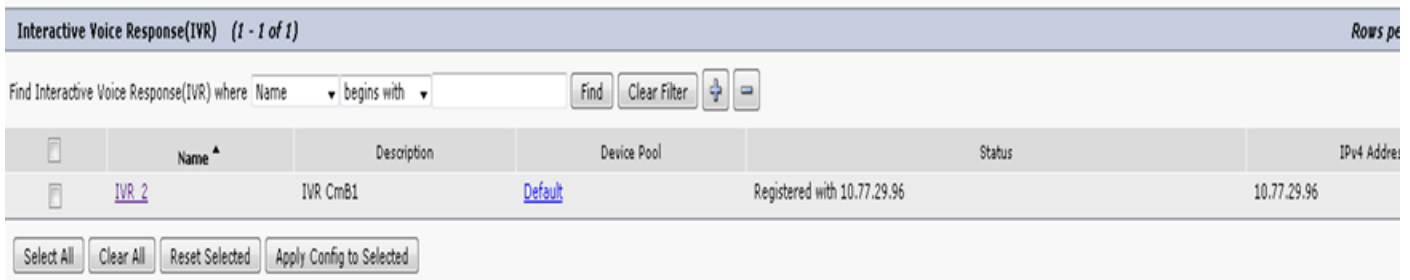 Interactive Voice Response(IVR) (1 - 1 of 1) Rows pe
Find Interactive Voice Response(IVR) where Name begins with Find Clear Filter
Name Description Device Pool Status IPv4 Addres
IVR_2 IVR CmB1 Default Registered with 10.77.29.96 10.77.29.96
Select All Clear All Reset Selected Apply Config to Selected